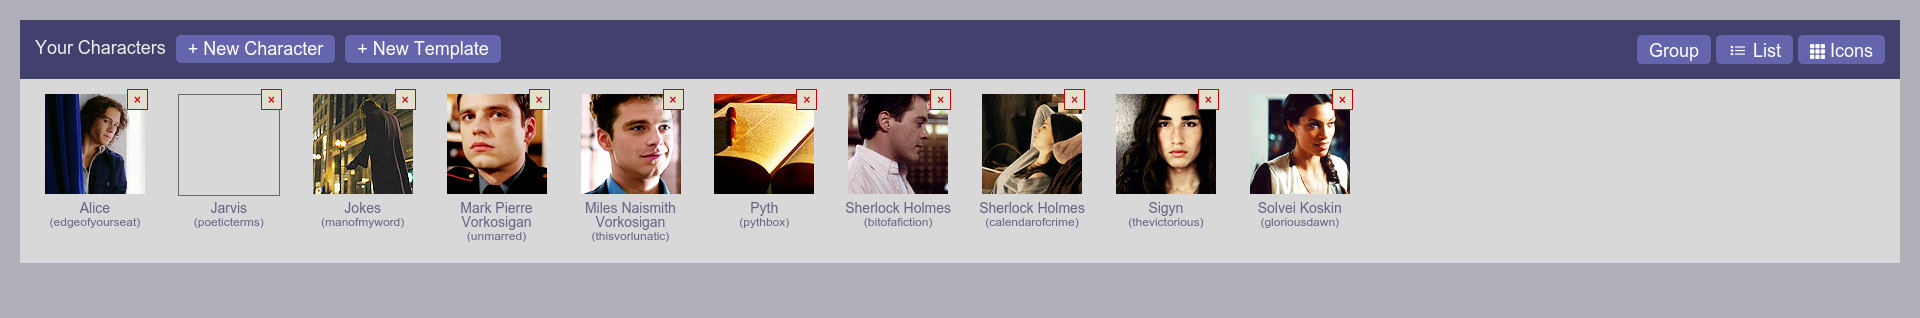 Your Characters + New Character + New Template Group List Icons
× × × × × × × × × ×
Alice Jarvis Jokes Mark Pierre Miles Naismith Pyth Sherlock Holmes Sherlock Holmes Sigyn Solvei Koskin
(edgeofyourseat) (poeticterms) (manofmyword) Vorkosigan Vorkosigan (pythbox) (bitofafiction) (calendarofcrime) (thevictorious) (gloriousdawn)
(unmarred) (thisvorlunatic)